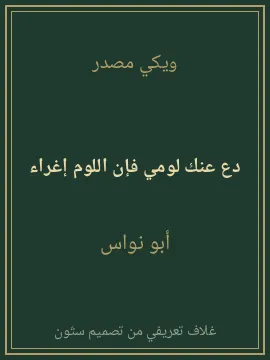 ويكي مصدر
دع عنك لومي فإن اللوم إغراء
أبو نواس
غلاف تعريفي من تصميم سثون